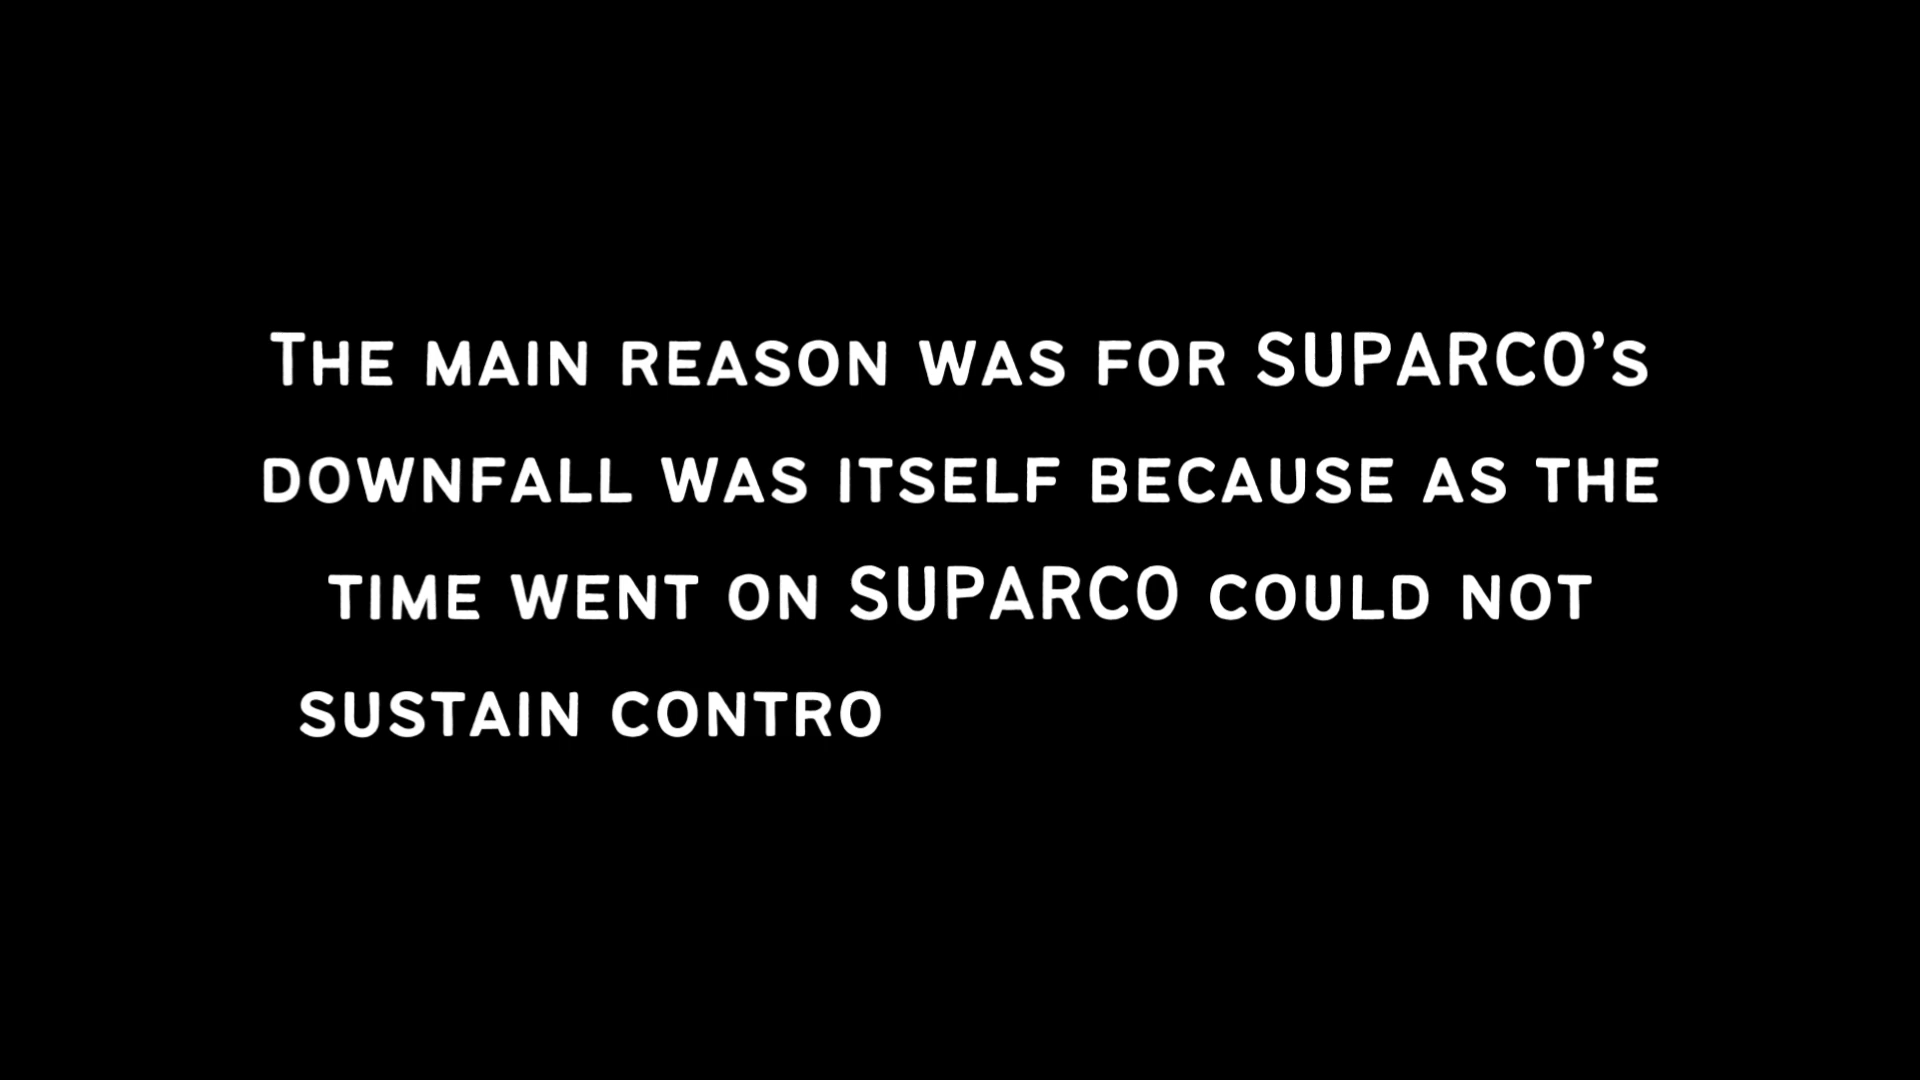 The main reason was for SUPARCO’s
downfall was itself because as the
time went on SUPARCO could not
sustain contro